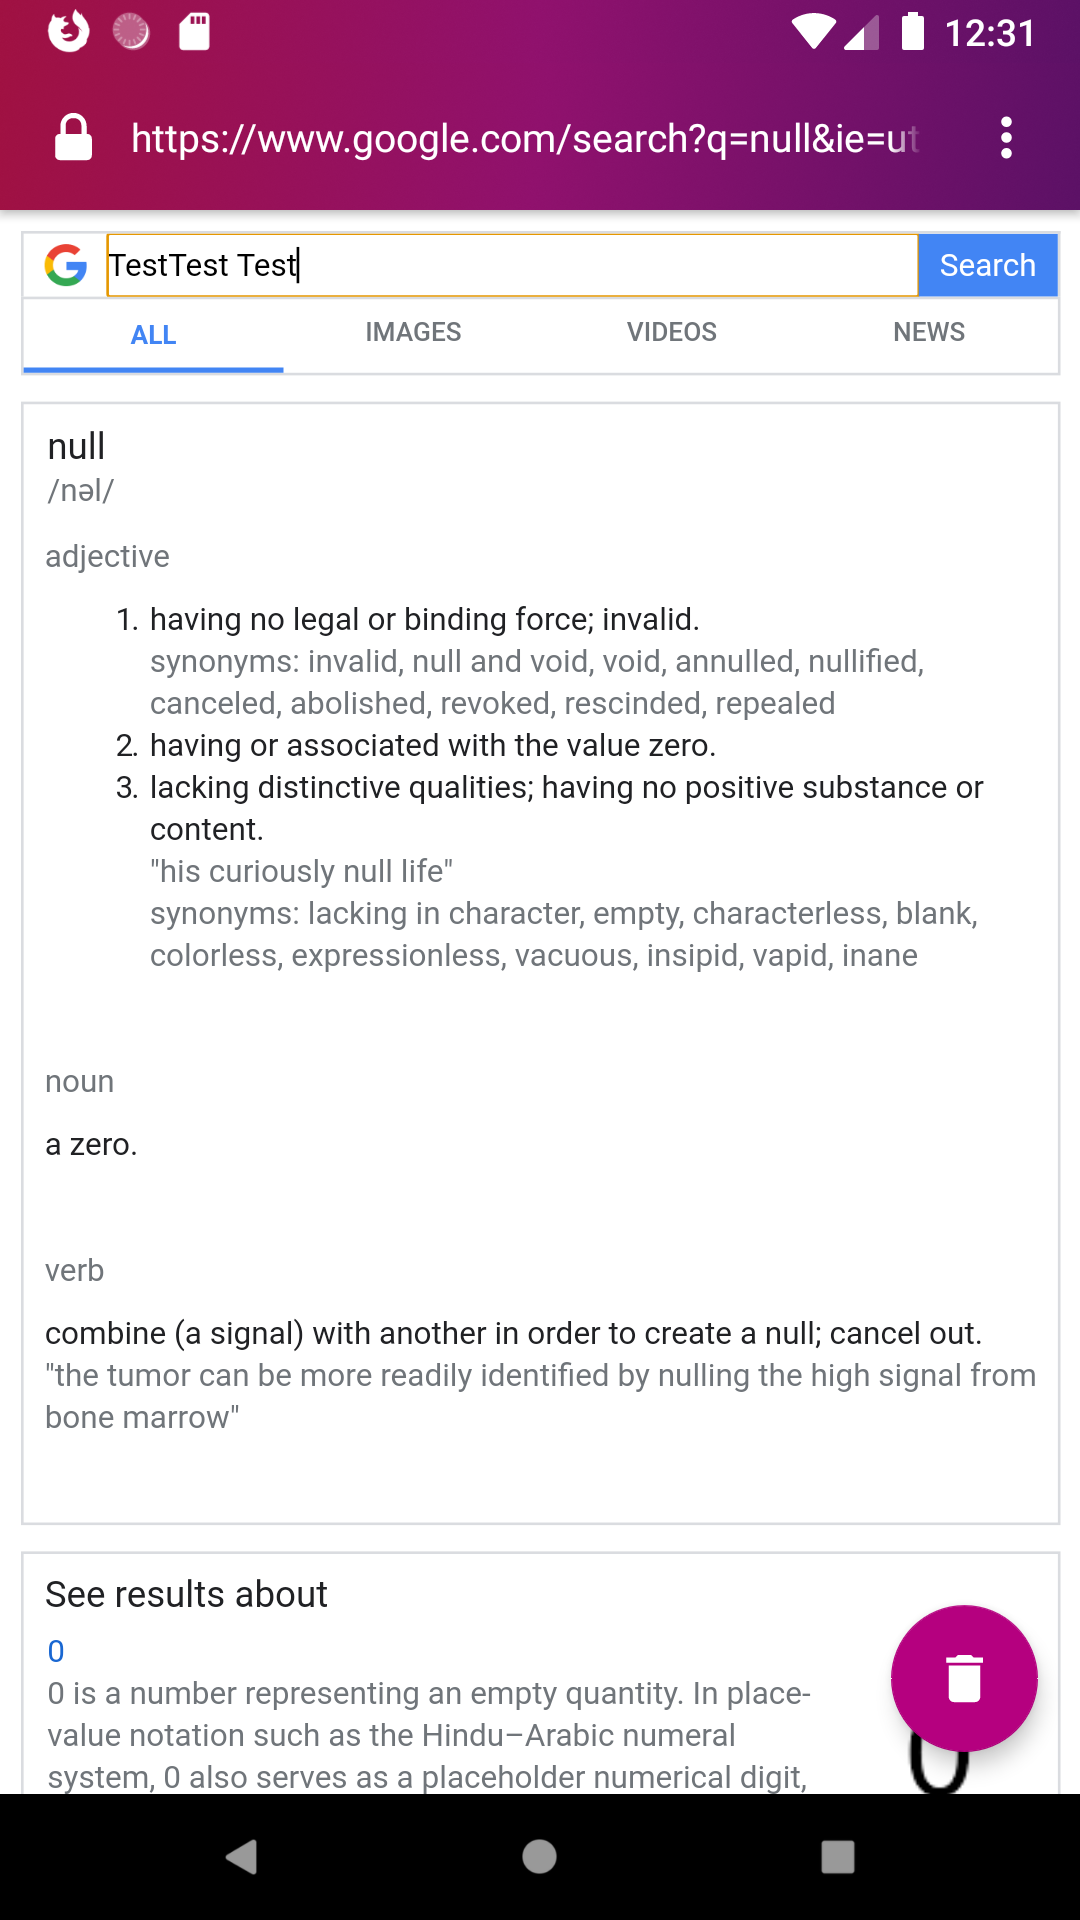 12:31
https://www.google.com/search?q=null&ie=ut
TestTest Test
Search
ALL
IMAGES
VIDEOS
NEWS
null
/nəl/
adjective
1. having no legal or binding force; invalid.
synonyms: invalid, null and void, void, annulled, nullified,
canceled, abolished, revoked, rescinded, repealed
2. having or associated with the value zero.
3. lacking distinctive qualities; having no positive substance or
content.
"his curiously null life"
synonyms: lacking in character, empty, characterless, blank,
colorless, expressionless, vacuous, insipid, vapid, inane
noun
a zero.
verb
combine (a signal) with another in order to create a null; cancel out.
"the tumor can be more readily identified by nulling the high signal from
bone marrow"
See results about
0
0 is a number representing an empty quantity. In place-
value notation such as the Hindu–Arabic numeral
system, 0 also serves as a placeholder numerical digit,
0